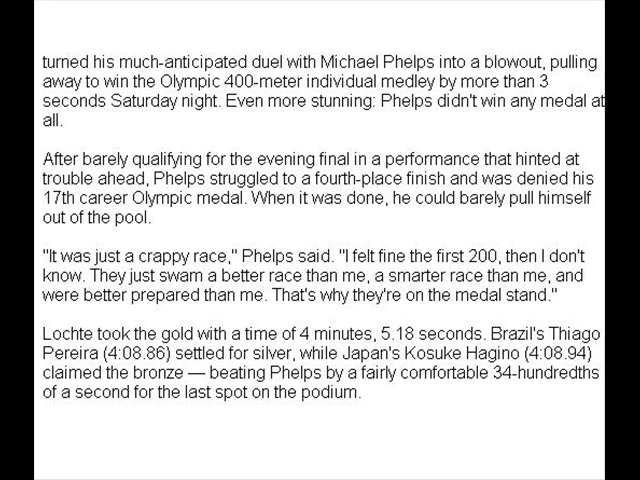 turned his much-anticipated duel with Michael Phelps into a blowout, pulling
away to win the Olympic 400-meter individual medley by more than 3
seconds Saturday night. Even more stunning: Phelps didn't win any medal at
all.
After barely qualifying for the evening final in a performance that hinted at
trouble ahead, Phelps struggled to a fourth-place finish and was denied his
17th career Olympic medal. When it was done, he could barely pull himself
out of the pool.
"It was just a crappy race," Phelps said. "I felt fine the first 200, then I don't
know. They just swam a better race than me, a smarter race than me, and
were better prepared than me. That's why they're on the medal stand."
Lochte took the gold with a time of 4 minutes, 5.18 seconds. Brazil's Thiago
Pereira (4:08.86) settled for silver, while Japan's Kosuke Hagino (4:08.94)
claimed the bronze — beating Phelps by a fairly comfortable 34-hundredths
of a second for the last spot on the podium.